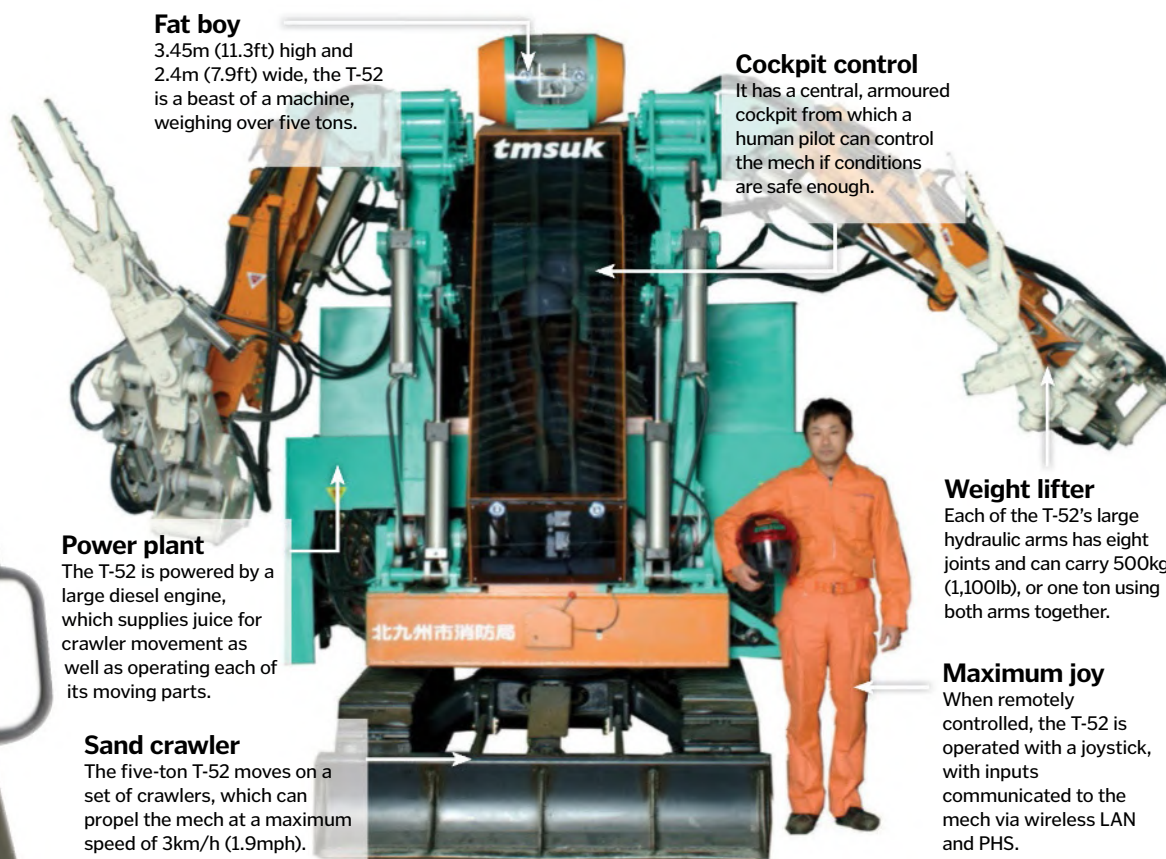 Fat boy
3.45m (11.3ft) high and
2.4m (7.9ft) wide, the T-52
is a beast of a machine,
weighing over five tons.
Cockpit control
It has a central, armoured
cockpit from which a
human pilot can control
the mech if conditions
are safe enough.
tmsuk
Power plant
The T-52 is powered by a
large diesel engine,
which supplies juice for
crawler movement as
well as operating each of
its moving parts.
北九州市消防局
Weight lifter
Each of the T-52's large
hydraulic arms has eight
joints and can carry 500kg
(1,100lb), or one ton using
both arms together.
Sand crawler
The five-ton T-52 moves on a
set of crawlers, which can
propel the mech at a maximum
speed of 3km/h (1.9mph).
Maximum joy
When remotely
controlled, the T-52 is
operated with a joystick,
with inputs
communicated to the
mech via wireless LAN
and PHS.